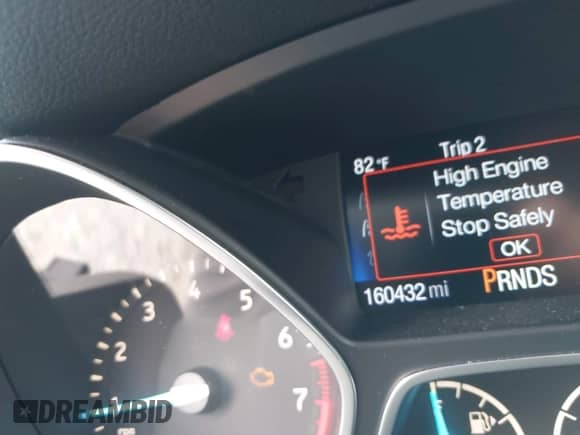 Trip 2
82°F
High Engine
Temperature
Stop Safely
OK
160432 mi
PRNDS
1
2
3
4
5
6
7
DREAMBID